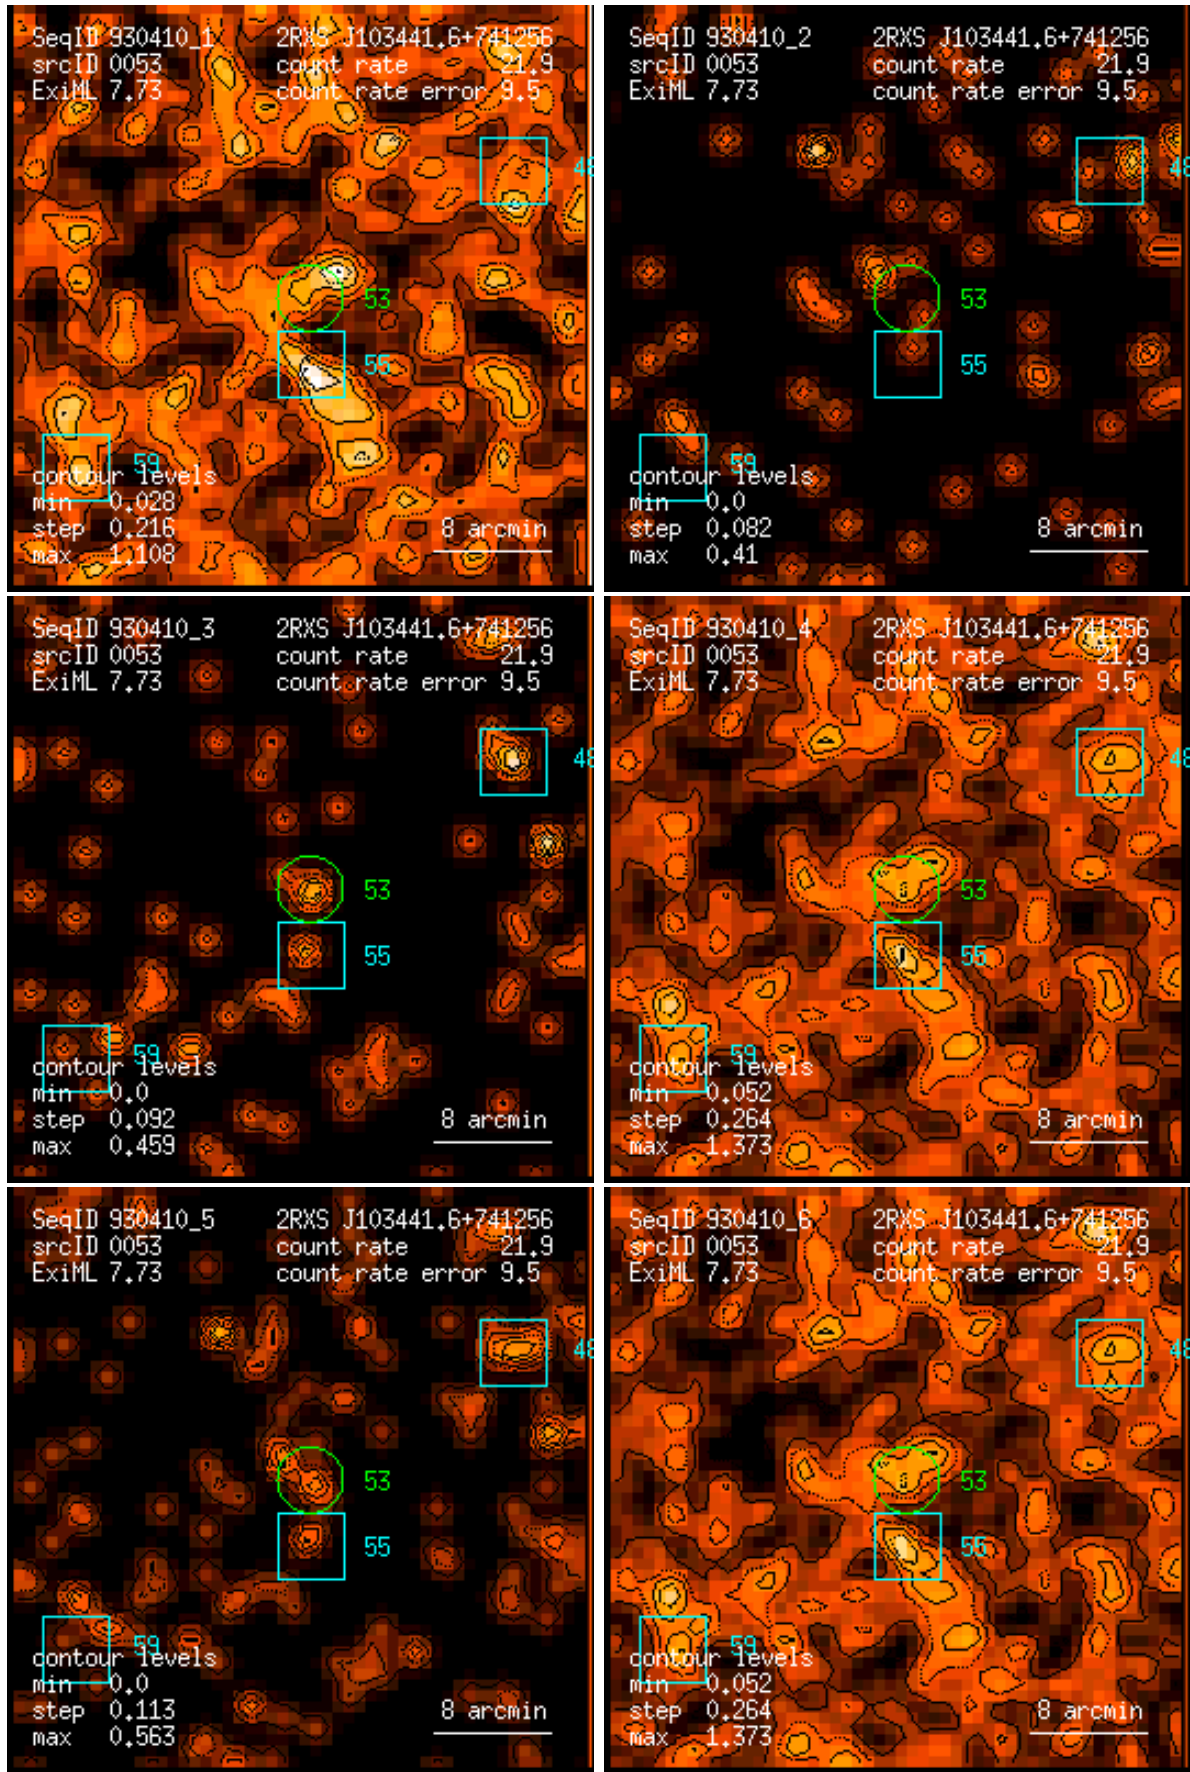 SeqID 930410_1 2RXS J103441.6+741256
srcID 0053 count rate 21.9
ExiML 7.73 count rate error 9.5
48
53
55
59
contour levels
min 0.028
step 0.216 8 arcmin
max 1.108
SeqID 930410_2 2RXS J103441.6+741256
srcID 0053 count rate 21.9
ExiML 7.73 count rate error 9.5
48
53
55
59
contour levels
min 0.0
step 0.082 8 arcmin
max 0.41
SeqID 930410_3 2RXS J103441.6+741256
srcID 0053 count rate 21.9
ExiML 7.73 count rate error 9.5
48
53
55
59
contour levels
min 0.0
step 0.092 8 arcmin
max 0.459
SeqID 930410_4 2RXS J103441.6+741256
srcID 0053 count rate 21.9
ExiML 7.73 count rate error 9.5
48
53
55
59
contour levels
min 0.052
step 0.264 8 arcmin
max 1.373
SeqID 930410_5 2RXS J103441.6+741256
srcID 0053 count rate 21.9
ExiML 7.73 count rate error 9.5
48
53
55
59
contour levels
min 0.0
step 0.113 8 arcmin
max 0.563
SeqID 930410_6 2RXS J103441.6+741256
srcID 0053 count rate 21.9
ExiML 7.73 count rate error 9.5
48
53
55
59
contour levels
min 0.052
step 0.264 8 arcmin
max 1.373